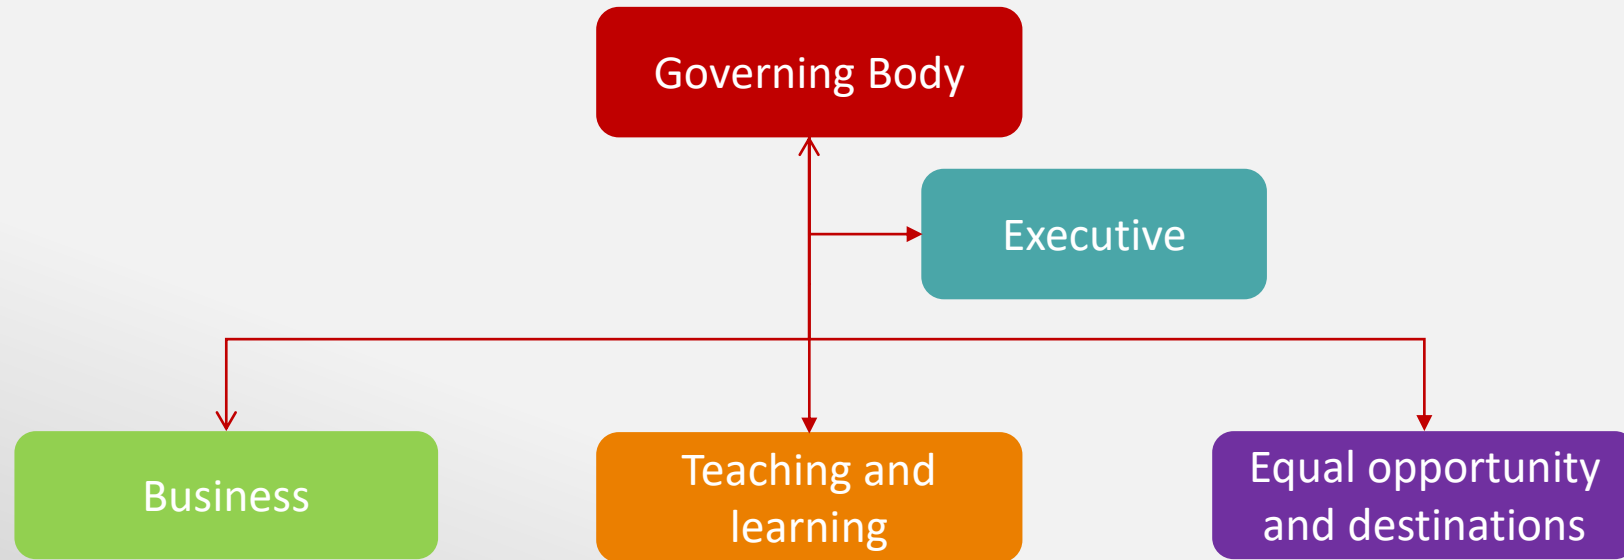 Governing Body
Executive
Business
Teaching and
learning
Equal opportunity
and destinations